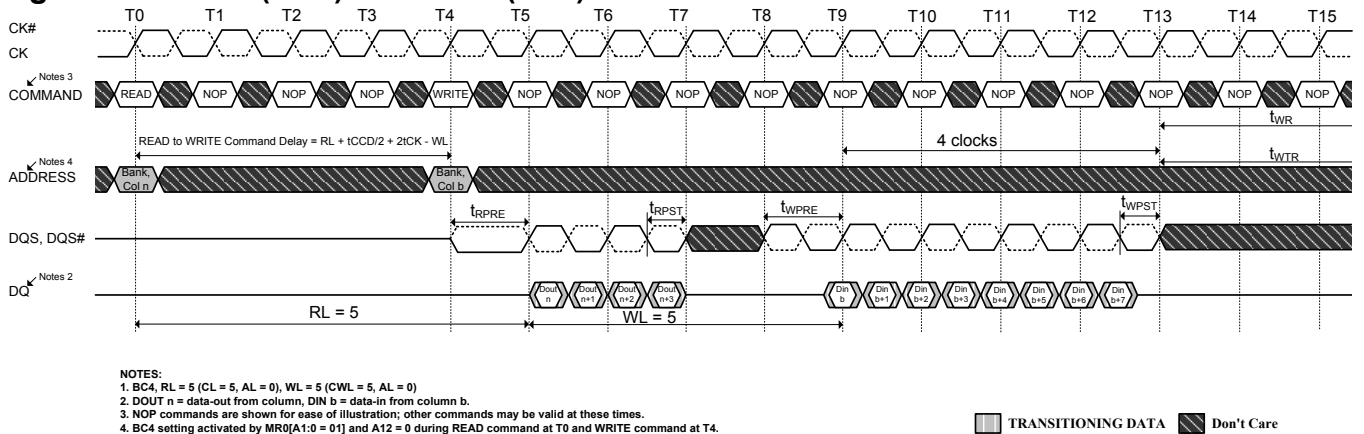 T0 T1 T2 T3 T4 T5 T6 T7 T8 T9 T10 T11 T12 T13 T14 T15
CK#
CK
Notes 3
COMMAND READ NOP NOP NOP WRITE NOP NOP NOP NOP NOP NOP NOP NOP NOP NOP NOP
tWR
READ to WRITE Command Delay = RL + tCCD/2 + 2tCK - WL
4 clocks
tWTR
Notes 4
ADDRESS
Bank, Col n
Bank, Col b
tRPRE tRPST tWPRE tWPST
DQS, DQS#
Notes 2
DQ
Dout n Dout n+1 Dout n+2 Dout n+3 Din b Din b+1 Din b+2 Din b+3 Din b+4 Din b+5 Din b+6 Din b+7
RL = 5 WL = 5
NOTES:
1. BC4, RL = 5 (CL = 5, AL = 0), WL = 5 (CWL = 5, AL = 0)
2. DOUT n = data-out from column, DIN b = data-in from column b.
3. NOP commands are shown for ease of illustration; other commands may be valid at these times.
4. BC4 setting activated by MR0[A1:0 = 01] and A12 = 0 during READ command at T0 and WRITE command at T4.
TRANSITIONING DATA Don't Care